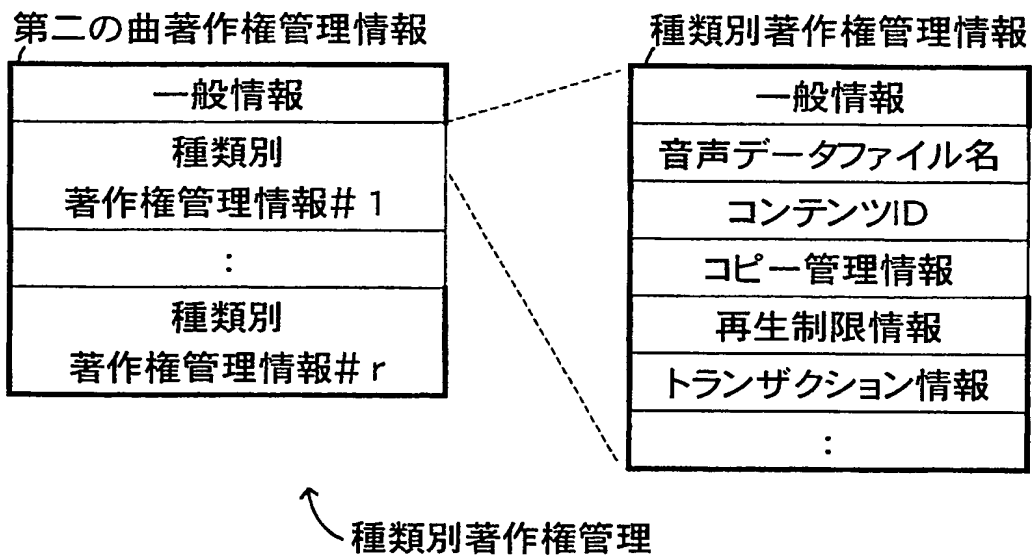 第二の曲著作権管理情報
一般情報
種類別
著作権管理情報#1
:
種類別
著作権管理情報#r
種類別著作権管理情報
一般情報
音声データファイル名
コンテンツID
コピー管理情報
再生制限情報
トランザクション情報
:
種類別著作権管理